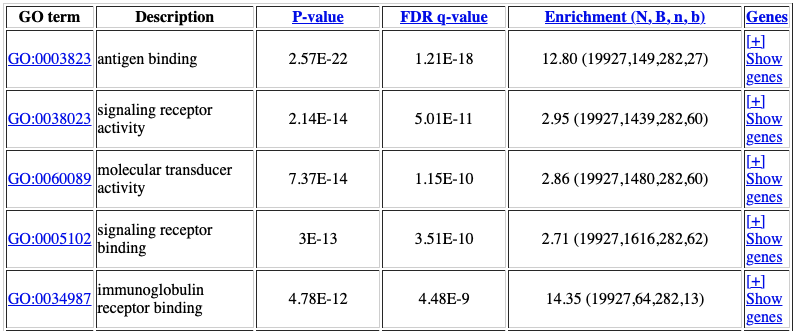 GO term Description P-value FDR q-value Enrichment (N, B, n, b) Genes
GO:0003823 antigen binding 2.57E-22 1.21E-18 12.80 (19927,149,282,27) [+] Show genes
GO:0038023 signaling receptor activity 2.14E-14 5.01E-11 2.95 (19927,1439,282,60) [+] Show genes
GO:0060089 molecular transducer activity 7.37E-14 1.15E-10 2.86 (19927,1480,282,60) [+] Show genes
GO:0005102 signaling receptor binding 3E-13 3.51E-10 2.71 (19927,1616,282,62) [+] Show genes
GO:0034987 immunoglobulin receptor binding 4.78E-12 4.48E-9 14.35 (19927,64,282,13) [+] Show genes